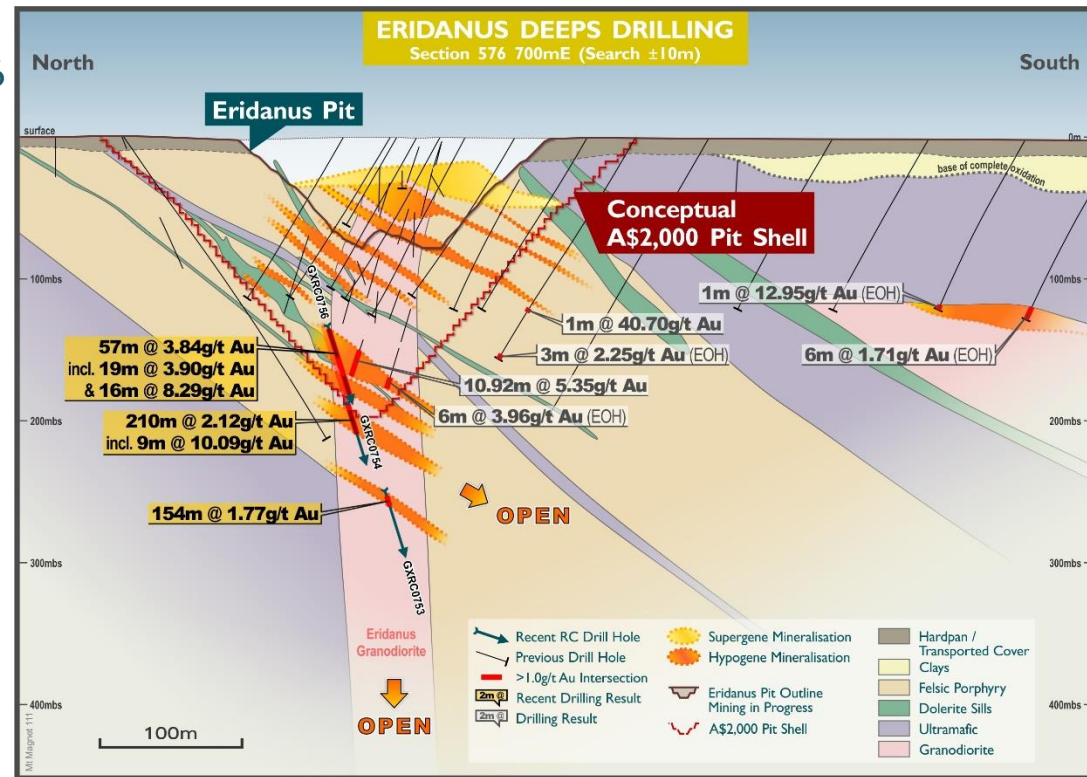 ERIDANUS DEEPS DRILLING
Section 576 700mE (Search ±10m)
North
South
Eridanus Pit
surface
0m
base of complete oxidation
Conceptual
A$2,000 Pit Shell
100mbs
100mbs
GXRC0756
1m @ 12.95g/t Au (EOH)
1m @ 40.70g/t Au
6m @ 1.71g/t Au (EOH)
3m @ 2.25g/t Au (EOH)
57m @ 3.84g/t Au
incl. 19m @ 3.90g/t Au
& 16m @ 8.29g/t Au
10.92m @ 5.35g/t Au
6m @ 3.96g/t Au (EOH)
200mbs
200mbs
210m @ 2.12g/t Au
incl. 9m @ 10.09g/t Au
GXRC0754
154m @ 1.77g/t Au
OPEN
300mbs
300mbs
GXRC0753
Eridanus
Granodiorite
OPEN
400mbs
400mbs
100m
Mt Magnet 111
Recent RC Drill Hole
Previous Drill Hole
>1.0g/t Au Intersection
2m @ Recent Drilling Result
2m @ Drilling Result
Supergene Mineralisation
Hypogene Mineralisation
Eridanus Pit Outline
Mining in Progress
A$2,000 Pit Shell
Hardpan /
Transported Cover
Clays
Felsic Porphyry
Dolerite Sills
Ultramafic
Granodiorite